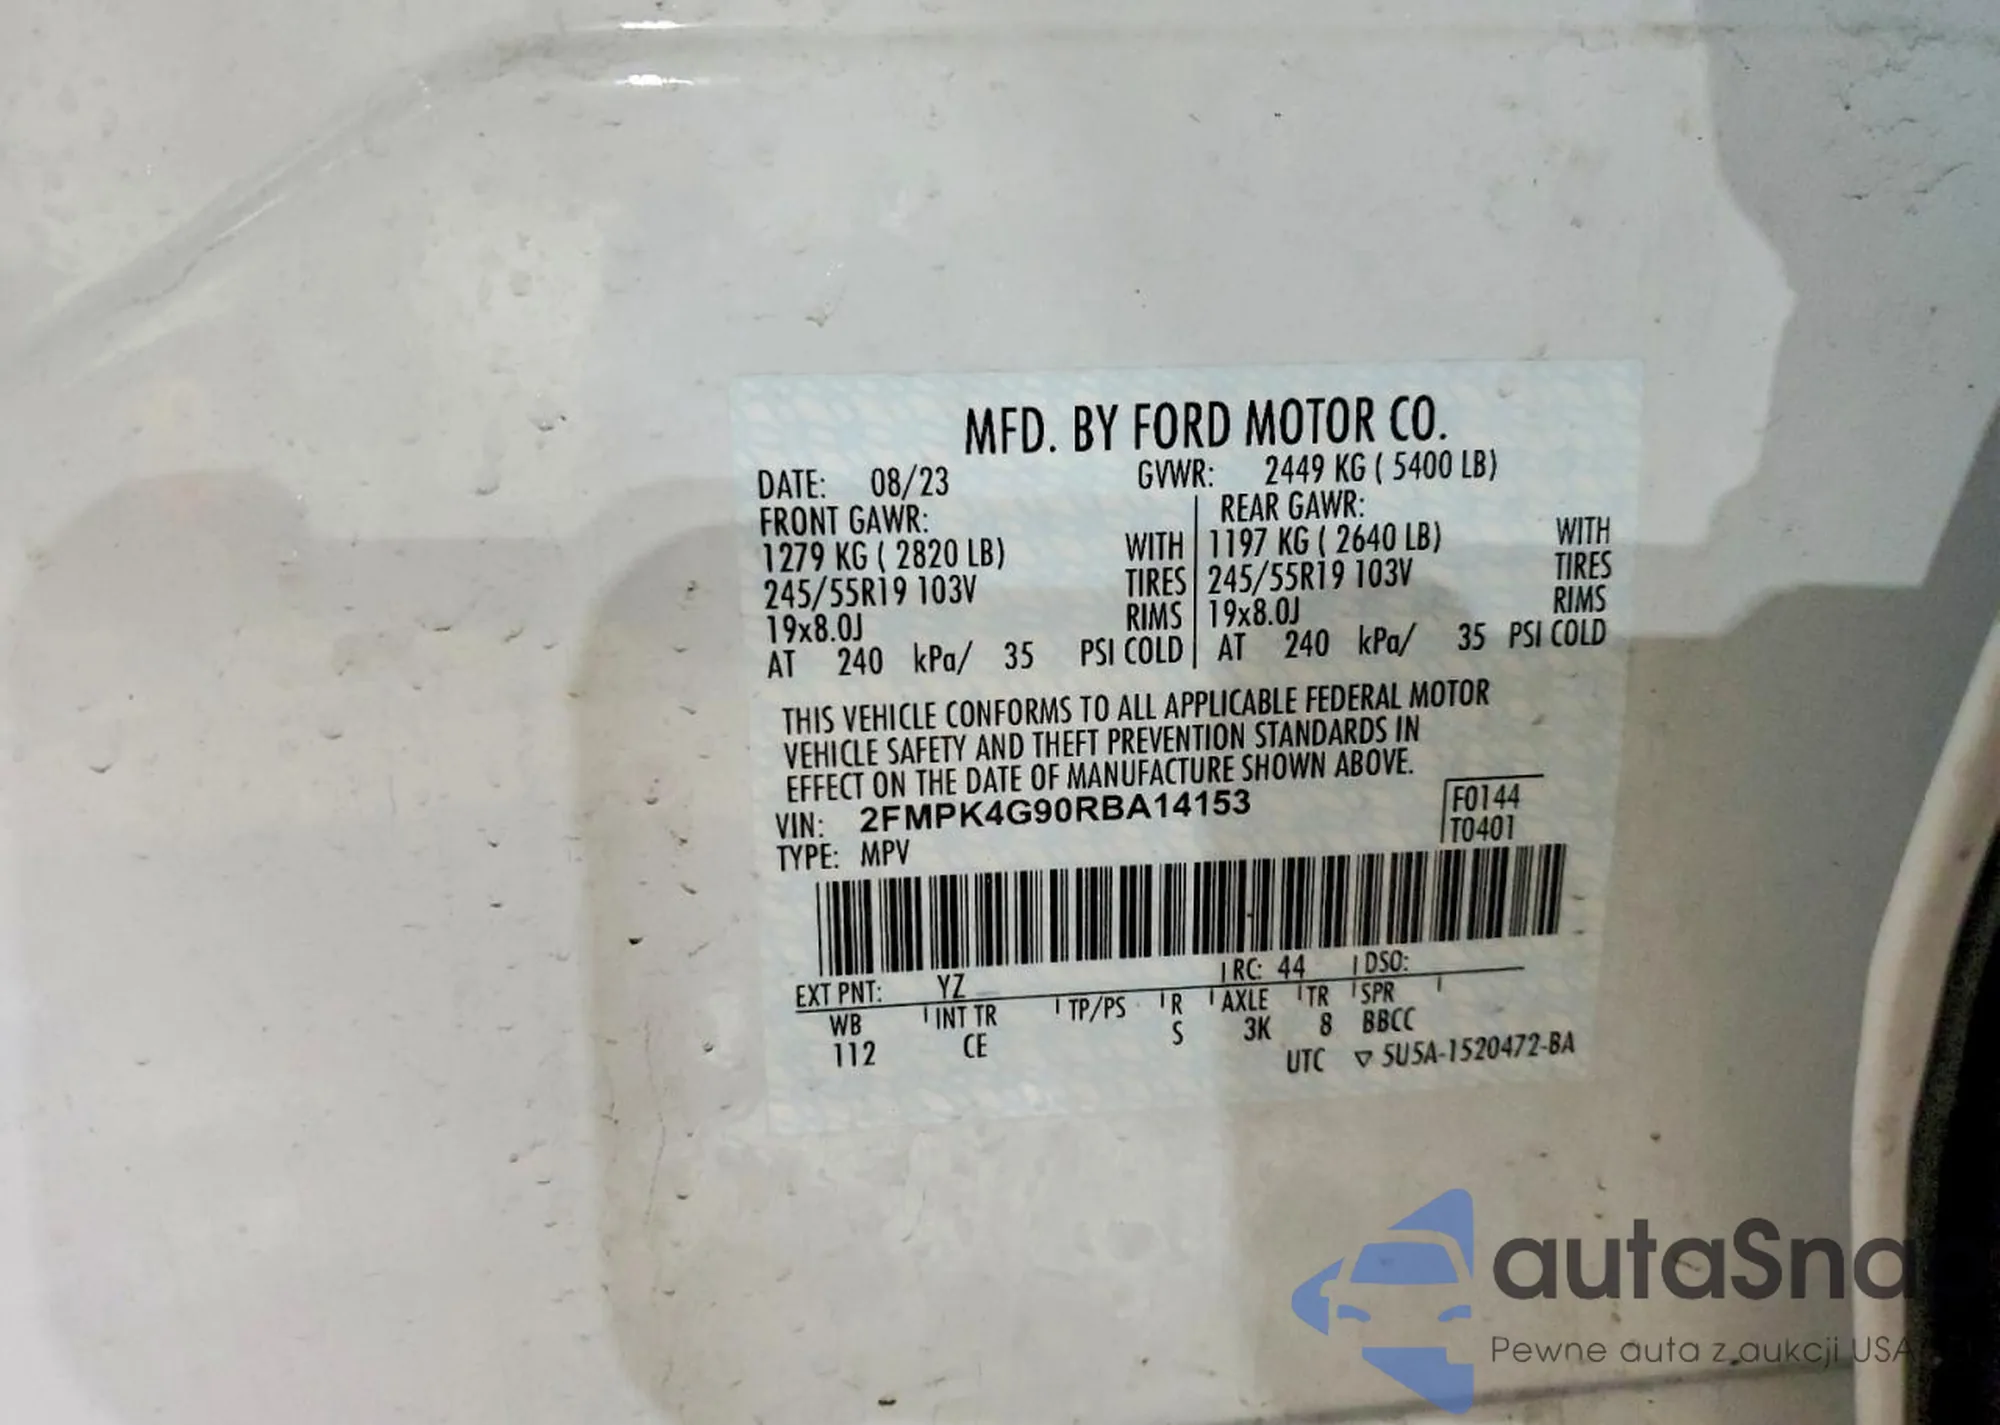 MFD. BY FORD MOTOR CO.
DATE: 08/23 GVWR: 2449 KG ( 5400 LB)
FRONT GAWR: REAR GAWR:
1279 KG ( 2820 LB) WITH 1197 KG ( 2640 LB) WITH
245/55R19 103V TIRES 245/55R19 103V TIRES
19x8.0J RIMS 19x8.0J RIMS
AT 240 kPa/ 35 PSI COLD AT 240 kPa/ 35 PSI COLD
THIS VEHICLE CONFORMS TO ALL APPLICABLE FEDERAL MOTOR
VEHICLE SAFETY AND THEFT PREVENTION STANDARDS IN
EFFECT ON THE DATE OF MANUFACTURE SHOWN ABOVE.
VIN: 2FMPK4G90RBA14153 F0144
TYPE: MPV T0401
EXT PNT: YZ RC: 44 DSO:
WB INT TR TP/PS R AXLE TR SPR
112 CE S 3K 8 BBCC
UTC ▽ 5U5A-1520472-BA
autaSna
Pewne auta z aukcji USA